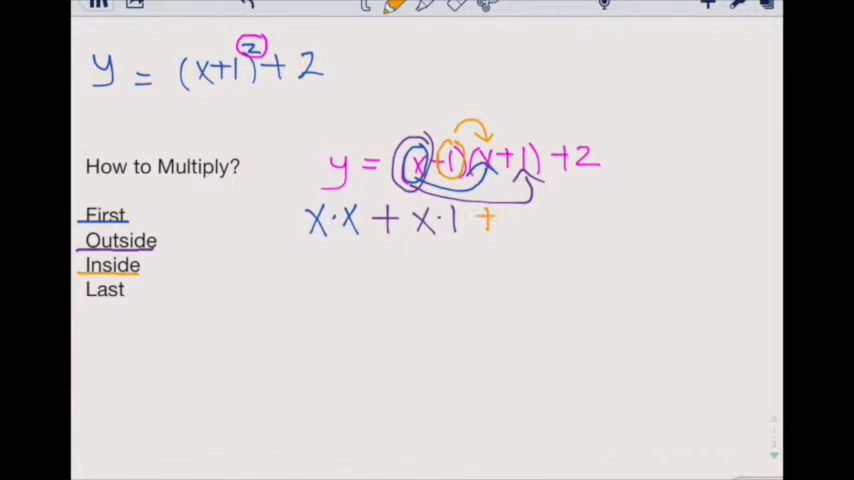 y = (x+1)²+2
How to Multiply?
y = (x+1)(x+1)+2
First
x·x + x·1 +
Outside
Inside
Last